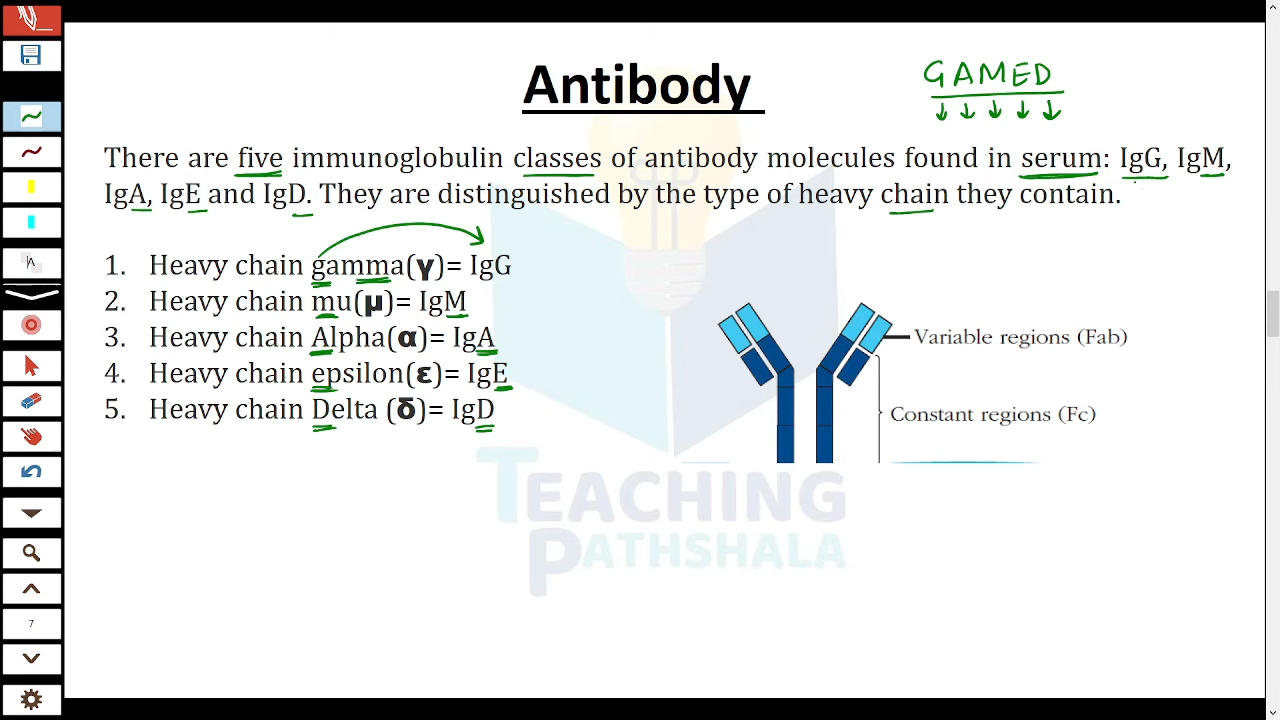 Antibody
GAMED
There are five immunoglobulin classes of antibody molecules found in serum: IgG, IgM,
IgA, IgE and IgD. They are distinguished by the type of heavy chain they contain.
1. Heavy chain gamma(γ)= IgG
2. Heavy chain mu(μ)= IgM
3. Heavy chain Alpha(α)= IgA
4. Heavy chain epsilon(ε)= IgE
5. Heavy chain Delta (δ)= IgD
Variable regions (Fab)
Constant regions (Fc)
TEACHING
PATHSHALA
7